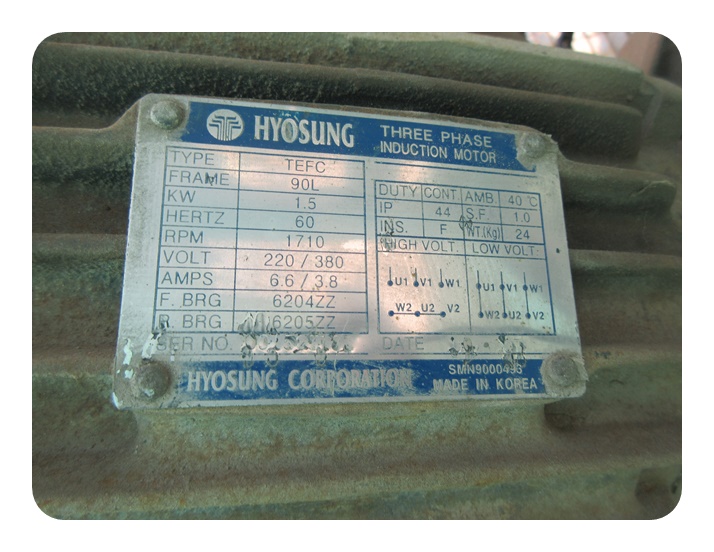 HYOSUNG THREE PHASE INDUCTION MOTOR
TYPE TEFC
FRAME 90L
KW 1.5
HERTZ 60
RPM 1710
VOLT 220 / 380
AMPS 6.6 / 3.8
F. BRG 6204ZZ
R. BRG 6205ZZ
SER NO.
DUTY CONT. AMB. 40 °C
IP 44 S.F. 1.0
INS. F WT.(Kg) 24
HIGH VOLT. LOW VOLT.
U1 V1 W1 U1 V1 W1
W2 U2 V2 W2 U2 V2
DATE
HYOSUNG CORPORATION
MADE IN KOREA